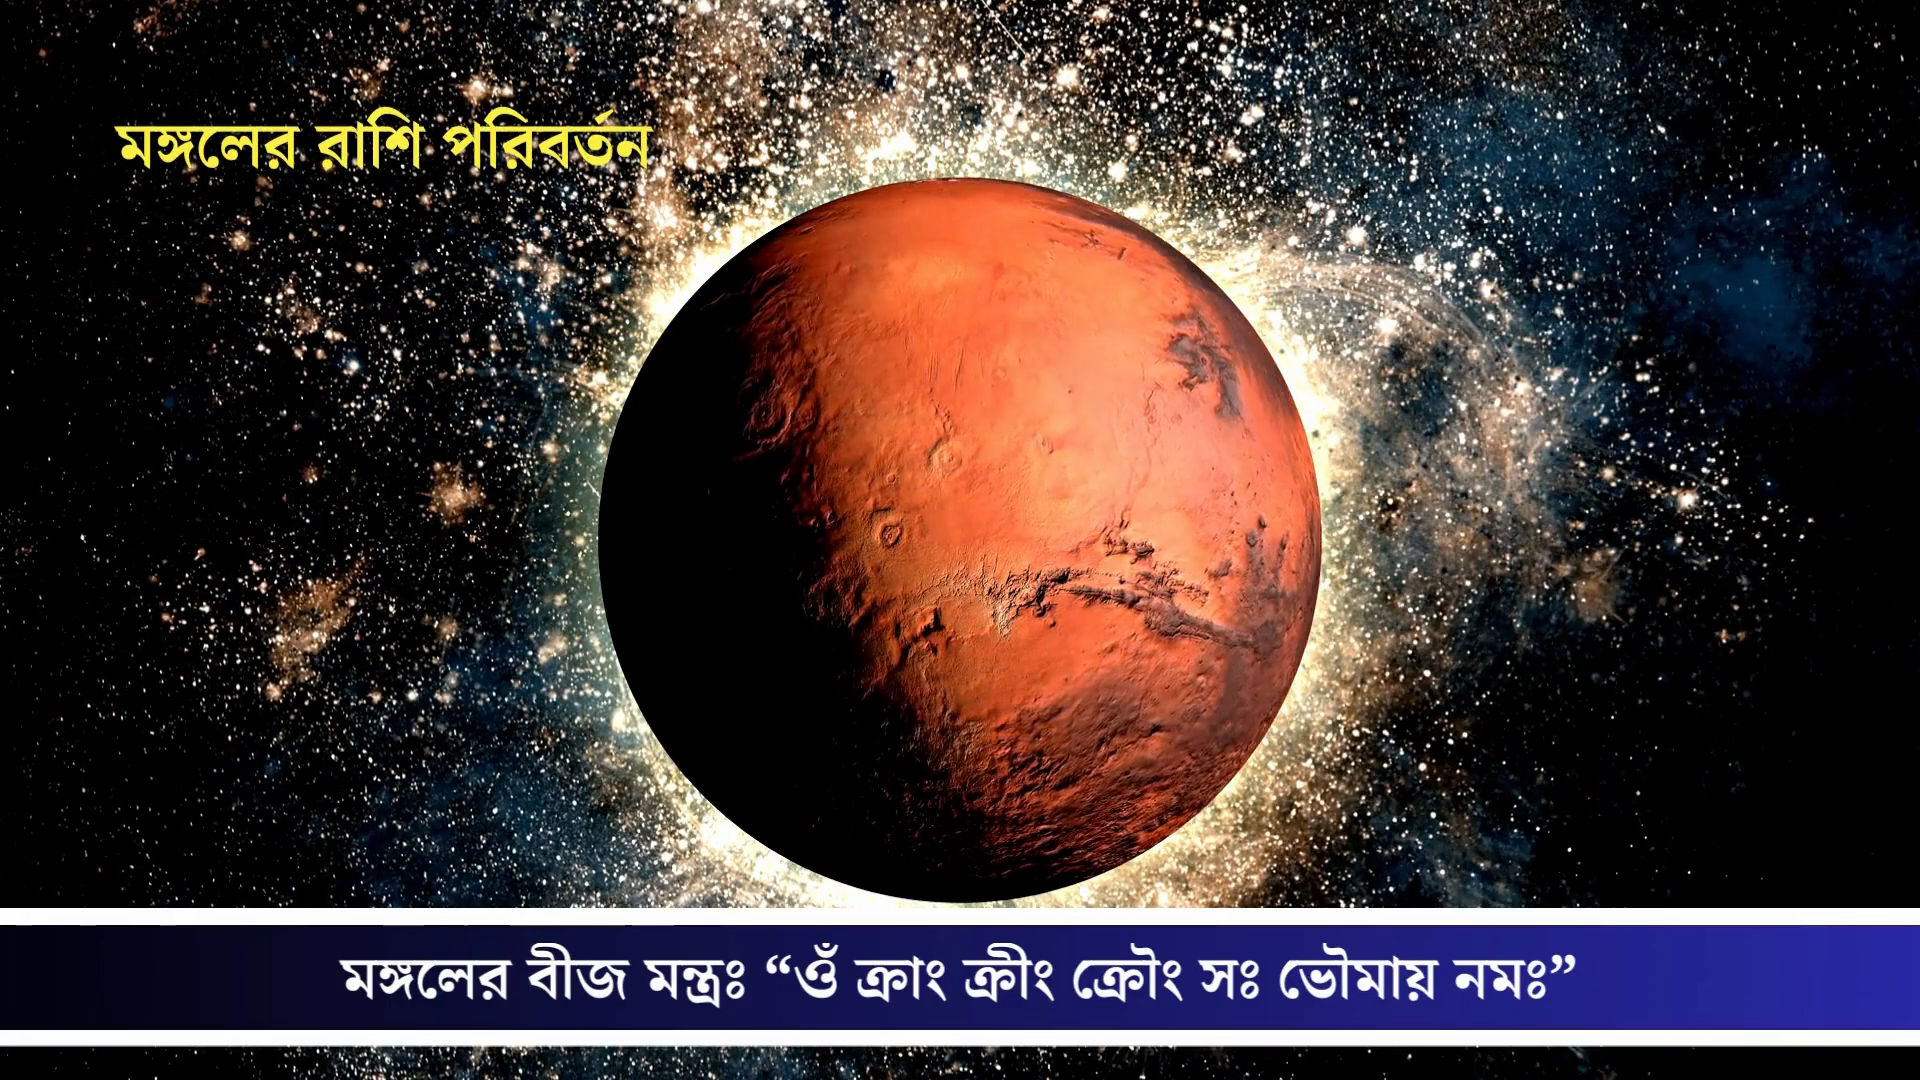 মঙ্গলের রাশি পরিবর্তন
মঙ্গলের বীজ মন্ত্রঃ “ওঁ ক্রাং ক্রীং ক্রৌং সঃ ভৌমায় নমঃ”